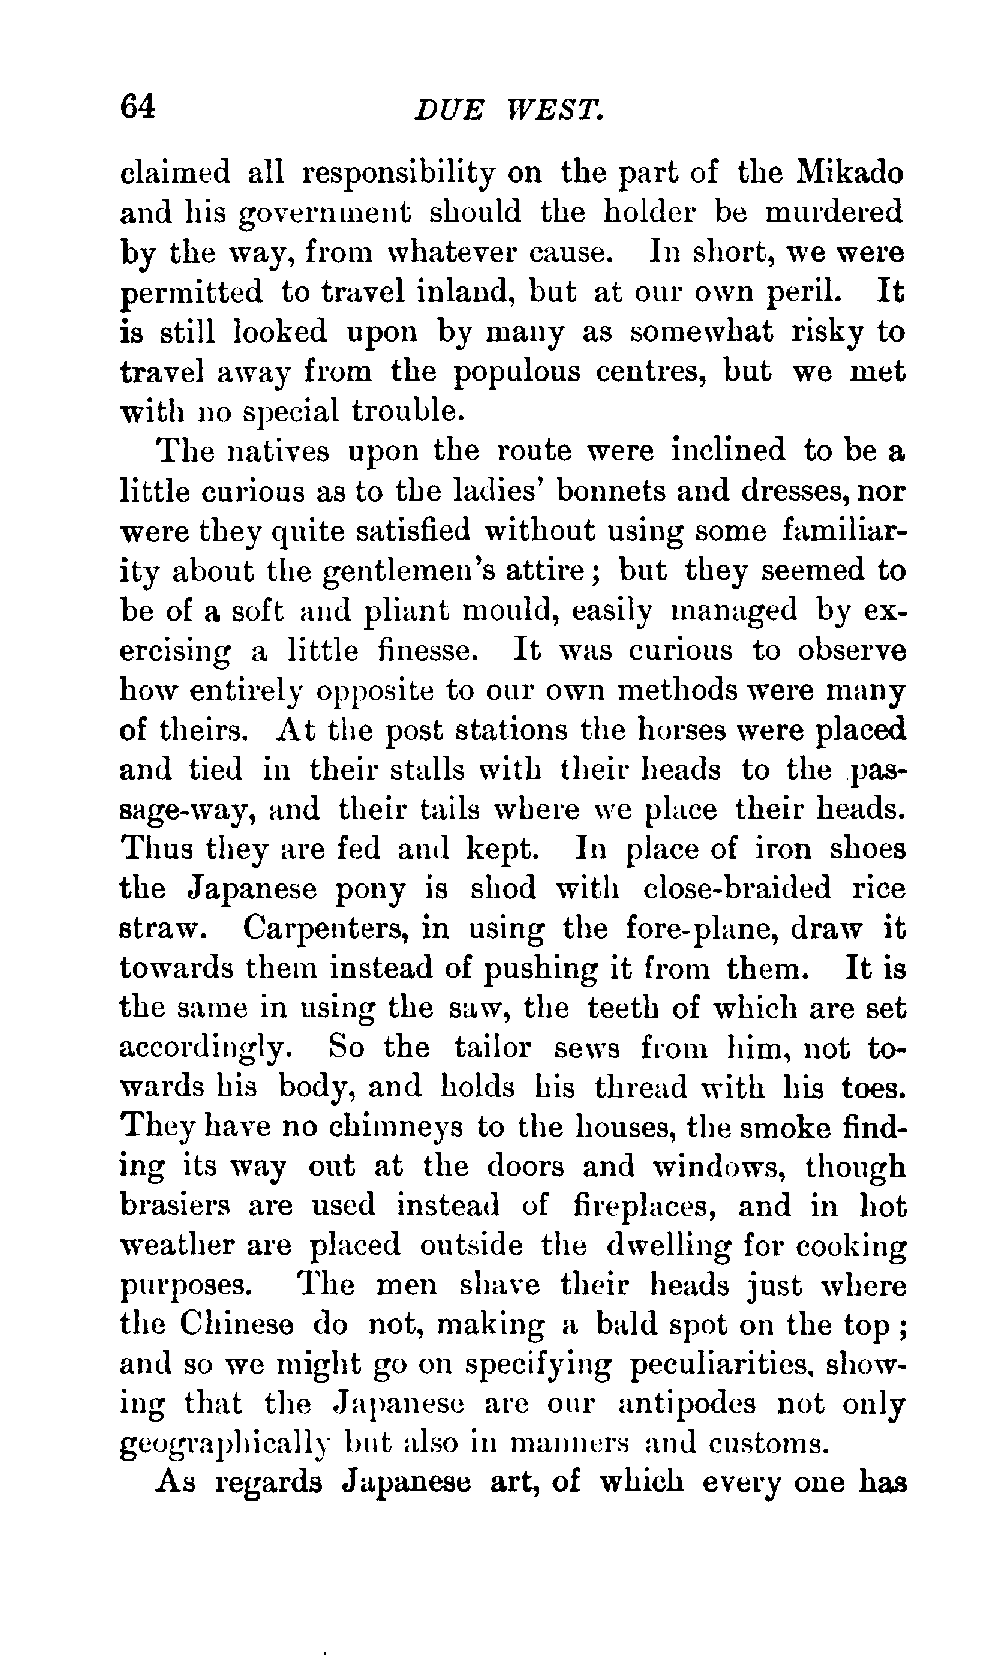 64 DUE WEST.
claimed all responsibility on the part of the Mikado
and his government should the holder be murdered
by the way, from whatever cause. In short, we were
permitted to travel inland, but at our own peril. It
is still looked upon by many as somewhat risky to
travel away from the populous centres, but we met
with no special trouble.
The natives upon the route were inclined to be a
little curious as to the ladies' bonnets and dresses, nor
were they quite satisfied without using some familiar-
ity about the gentlemen's attire; but they seemed to
be of a soft and pliant mould, easily managed by ex-
ercising a little finesse. It was curious to observe
how entirely opposite to our own methods were many
of theirs. At the post stations the horses were placed
and tied in their stalls with their heads to the pas-
sage-way, and their tails where we place their heads.
Thus they are fed and kept. In place of iron shoes
the Japanese pony is shod with close-braided rice
straw. Carpenters, in using the fore-plane, draw it
towards them instead of pushing it from them. It is
the same in using the saw, the teeth of which are set
accordingly. So the tailor sews from him, not to-
wards his body, and holds his thread with his toes.
They have no chimneys to the houses, the smoke find-
ing its way out at the doors and windows, though
brasiers are used instead of fireplaces, and in hot
weather are placed outside the dwelling for cooking
purposes. The men shave their heads just where
the Chinese do not, making a bald spot on the top;
and so we might go on specifying peculiarities, show-
ing that the Japanese are our antipodes not only
geographically but also in manners and customs.
As regards Japanese art, of which every one has